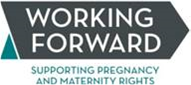 WORKING
FORWARD
SUPPORTING PREGNANCY
AND MATERNITY RIGHTS